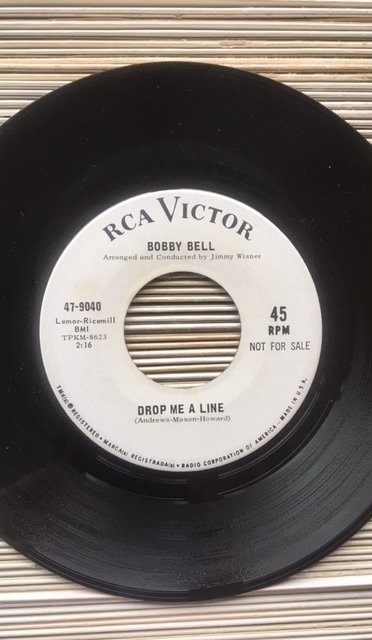 RCA VICTOR
BOBBY BELL
Arranged and Conducted by Jimmy Wisner
47-9040
Lemor-Ricemill
BMI
TPKM-8623
2:16
45
RPM
NOT FOR SALE
DROP ME A LINE
(Andrews-Mason-Howard)
TMK(s) ® REGISTERED • MARCA(s) REGISTRADA(s) • RADIO CORPORATION OF AMERICA - MADE IN U.S.A.